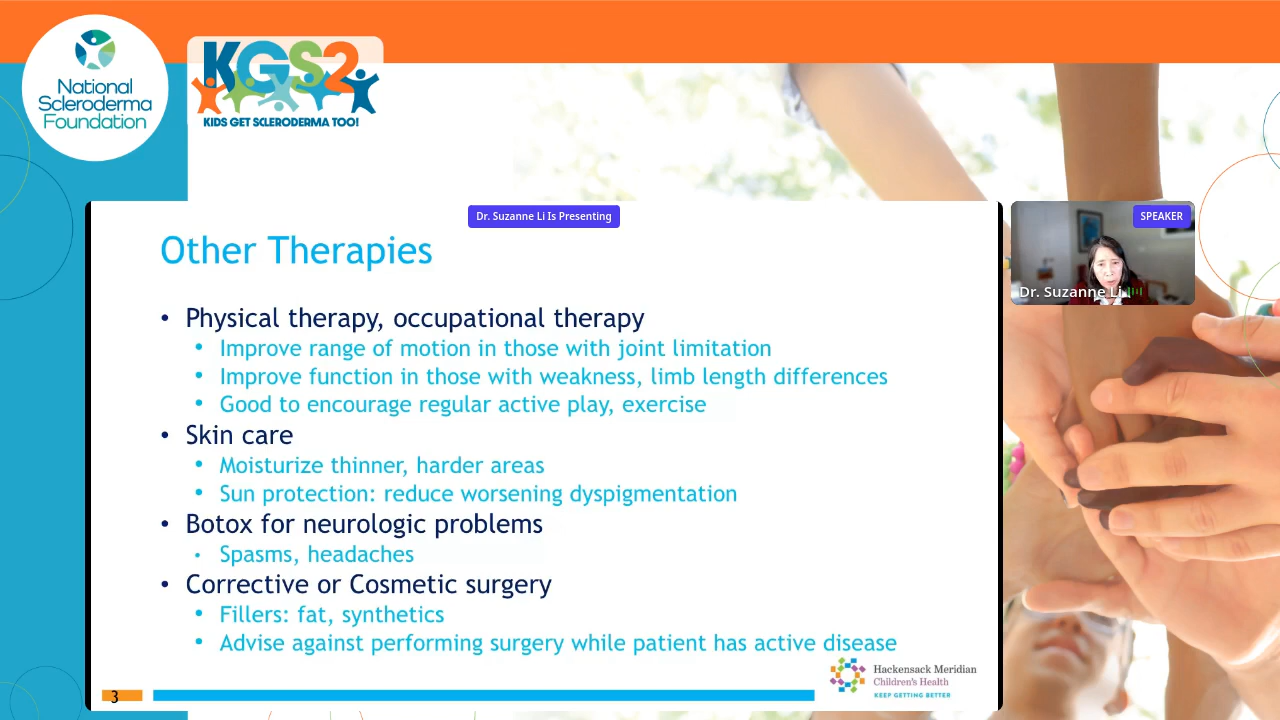 National
Scleroderma
Foundation
KGS2
KIDS GET SCLERODERMA TOO!
Dr. Suzanne Li Is Presenting
SPEAKER
Dr. Suzanne Li
Other Therapies
• Physical therapy, occupational therapy
• Improve range of motion in those with joint limitation
• Improve function in those with weakness, limb length differences
• Good to encourage regular active play, exercise
• Skin care
• Moisturize thinner, harder areas
• Sun protection: reduce worsening dyspigmentation
• Botox for neurologic problems
• Spasms, headaches
• Corrective or Cosmetic surgery
• Fillers: fat, synthetics
• Advise against performing surgery while patient has active disease
3
Hackensack Meridian
Children's Health
KEEP GETTING BETTER